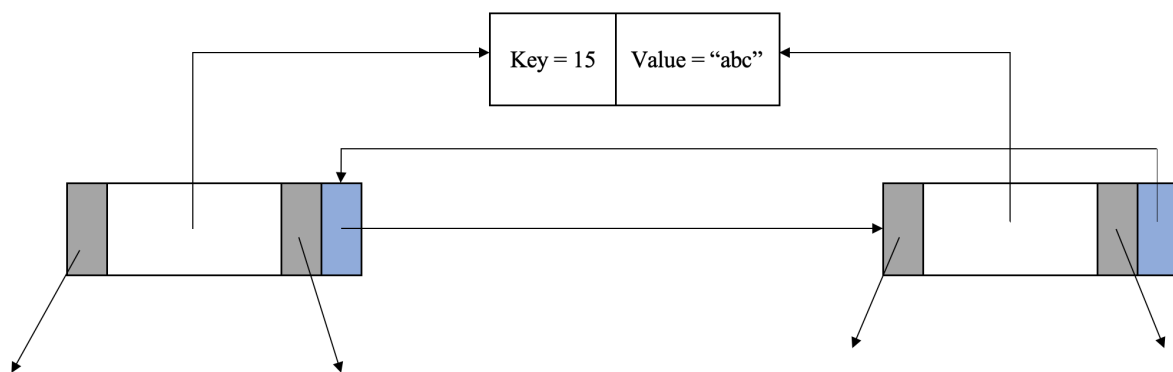 Key = 15
Value = “abc”